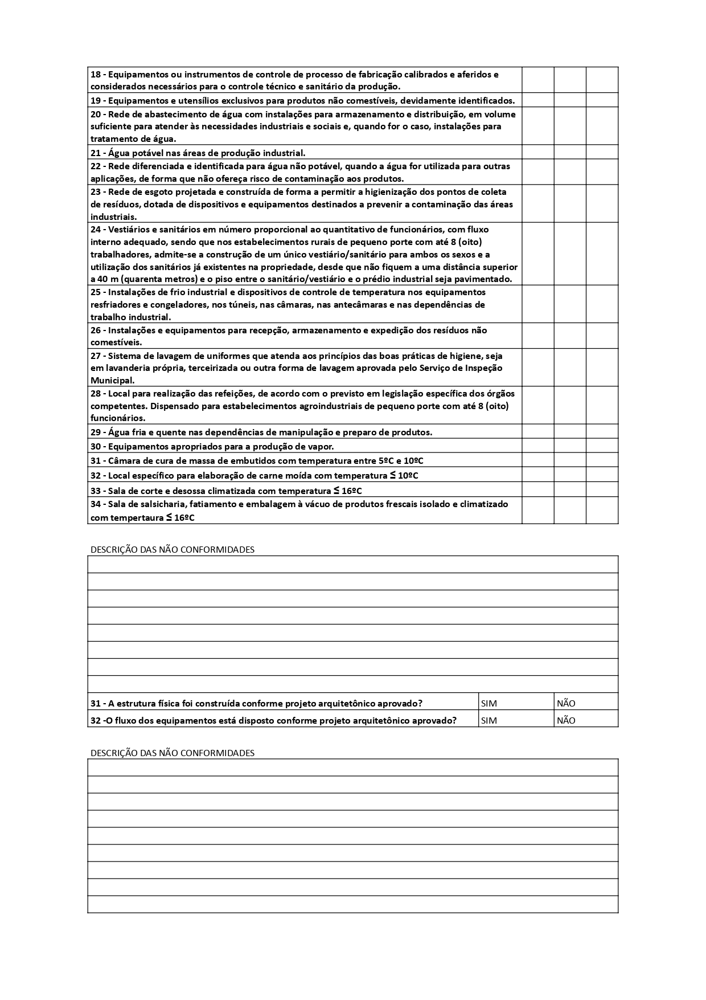 18 - Equipamentos ou instrumentos de controle de processo de fabricação calibrados e aferidos e
considerados necessários para o controle técnico e sanitário da produção.
19 - Equipamentos e utensílios exclusivos para produtos não comestíveis, devidamente identificados.
20 - Rede de abastecimento de água com instalações para armazenamento e distribuição, em volume
suficiente para atender às necessidades industriais e sociais e, quando for o caso, instalações para
tratamento de água.
21 - Água potável nas áreas de produção industrial.
22 - Rede diferenciada e identificada para água não potável, quando a água for utilizada para outras
aplicações, de forma que não ofereça risco de contaminação aos produtos.
23 - Rede de esgoto projetada e construída de forma a permitir a higienização dos pontos de coleta
de resíduos, dotada de dispositivos e equipamentos destinados a prevenir a contaminação das áreas
industriais.
24 - Vestiários e sanitários em número proporcional ao quantitativo de funcionários, com fluxo
interno adequado, sendo que nos estabelecimentos rurais de pequeno porte com até 8 (oito)
trabalhadores, admite-se a construção de um único vestiário/sanitário para ambos os sexos e a
utilização dos sanitários já existentes na propriedade, desde que não fiquem a uma distância superior
a 40 m (quarenta metros) e o piso entre o sanitário/vestiário e o prédio industrial seja pavimentado.
25 - Instalações de frio industrial e dispositivos de controle de temperatura nos equipamentos
resfriadores e congeladores, nos túneis, nas câmaras, nas antecâmaras e nas dependências de
trabalho industrial.
26 - Instalações e equipamentos para recepção, armazenamento e expedição dos resíduos não
comestíveis.
27 - Sistema de lavagem de uniformes que atenda aos princípios das boas práticas de higiene, seja
em lavanderia própria, terceirizada ou outra forma de lavagem aprovada pelo Serviço de Inspeção
Municipal.
28 - Local para realização das refeições, de acordo com o previsto em legislação específica dos órgãos
competentes. Dispensado para estabelecimentos agroindustriais de pequeno porte com até 8 (oito)
funcionários.
29 - Água fria e quente nas dependências de manipulação e preparo de produtos.
30 - Equipamentos apropriados para a produção de vapor.
31 - Câmara de cura de massa de embutidos com temperatura entre 5ºC e 10ºC
32 - Local específico para elaboração de carne moída com temperatura ≤ 10ºC
33 - Sala de corte e desossa climatizada com temperatura ≤ 16ºC
34 - Sala de salsicharia, fatiamento e embalagem à vácuo de produtos frescais isolado e climatizado
com tempertaura ≤ 16ºC
DESCRIÇÃO DAS NÃO CONFORMIDADES
31 - A estrutura física foi construída conforme projeto arquitetônico aprovado? SIM NÃO
32 -O fluxo dos equipamentos está disposto conforme projeto arquitetônico aprovado? SIM NÃO
DESCRIÇÃO DAS NÃO CONFORMIDADES